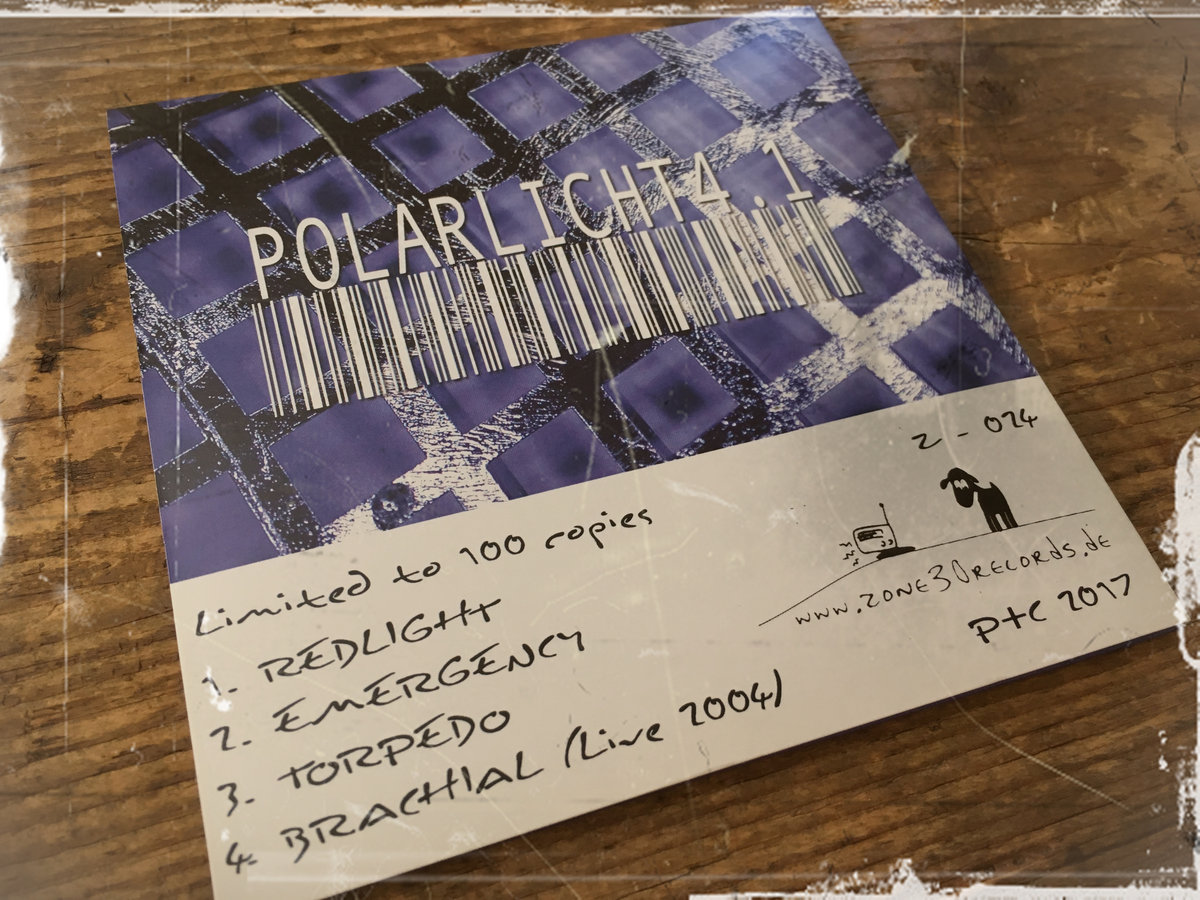 POLARLICHT4.1
Z - 024
Limited to 100 copies
www.zone30records.de
P+C 2017
1. REDLIGHT
2. EMERGENCY
3. TORPEDO
4. BRACHIAL (Live 2004)